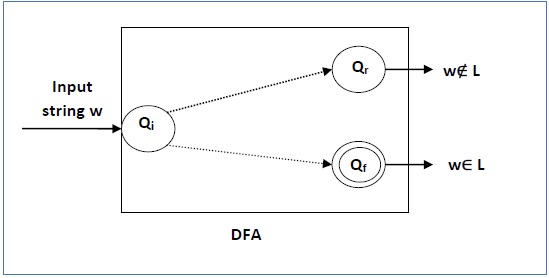 Input
string w
Qi
Qr
w∉ L
Qf
w∈ L
DFA